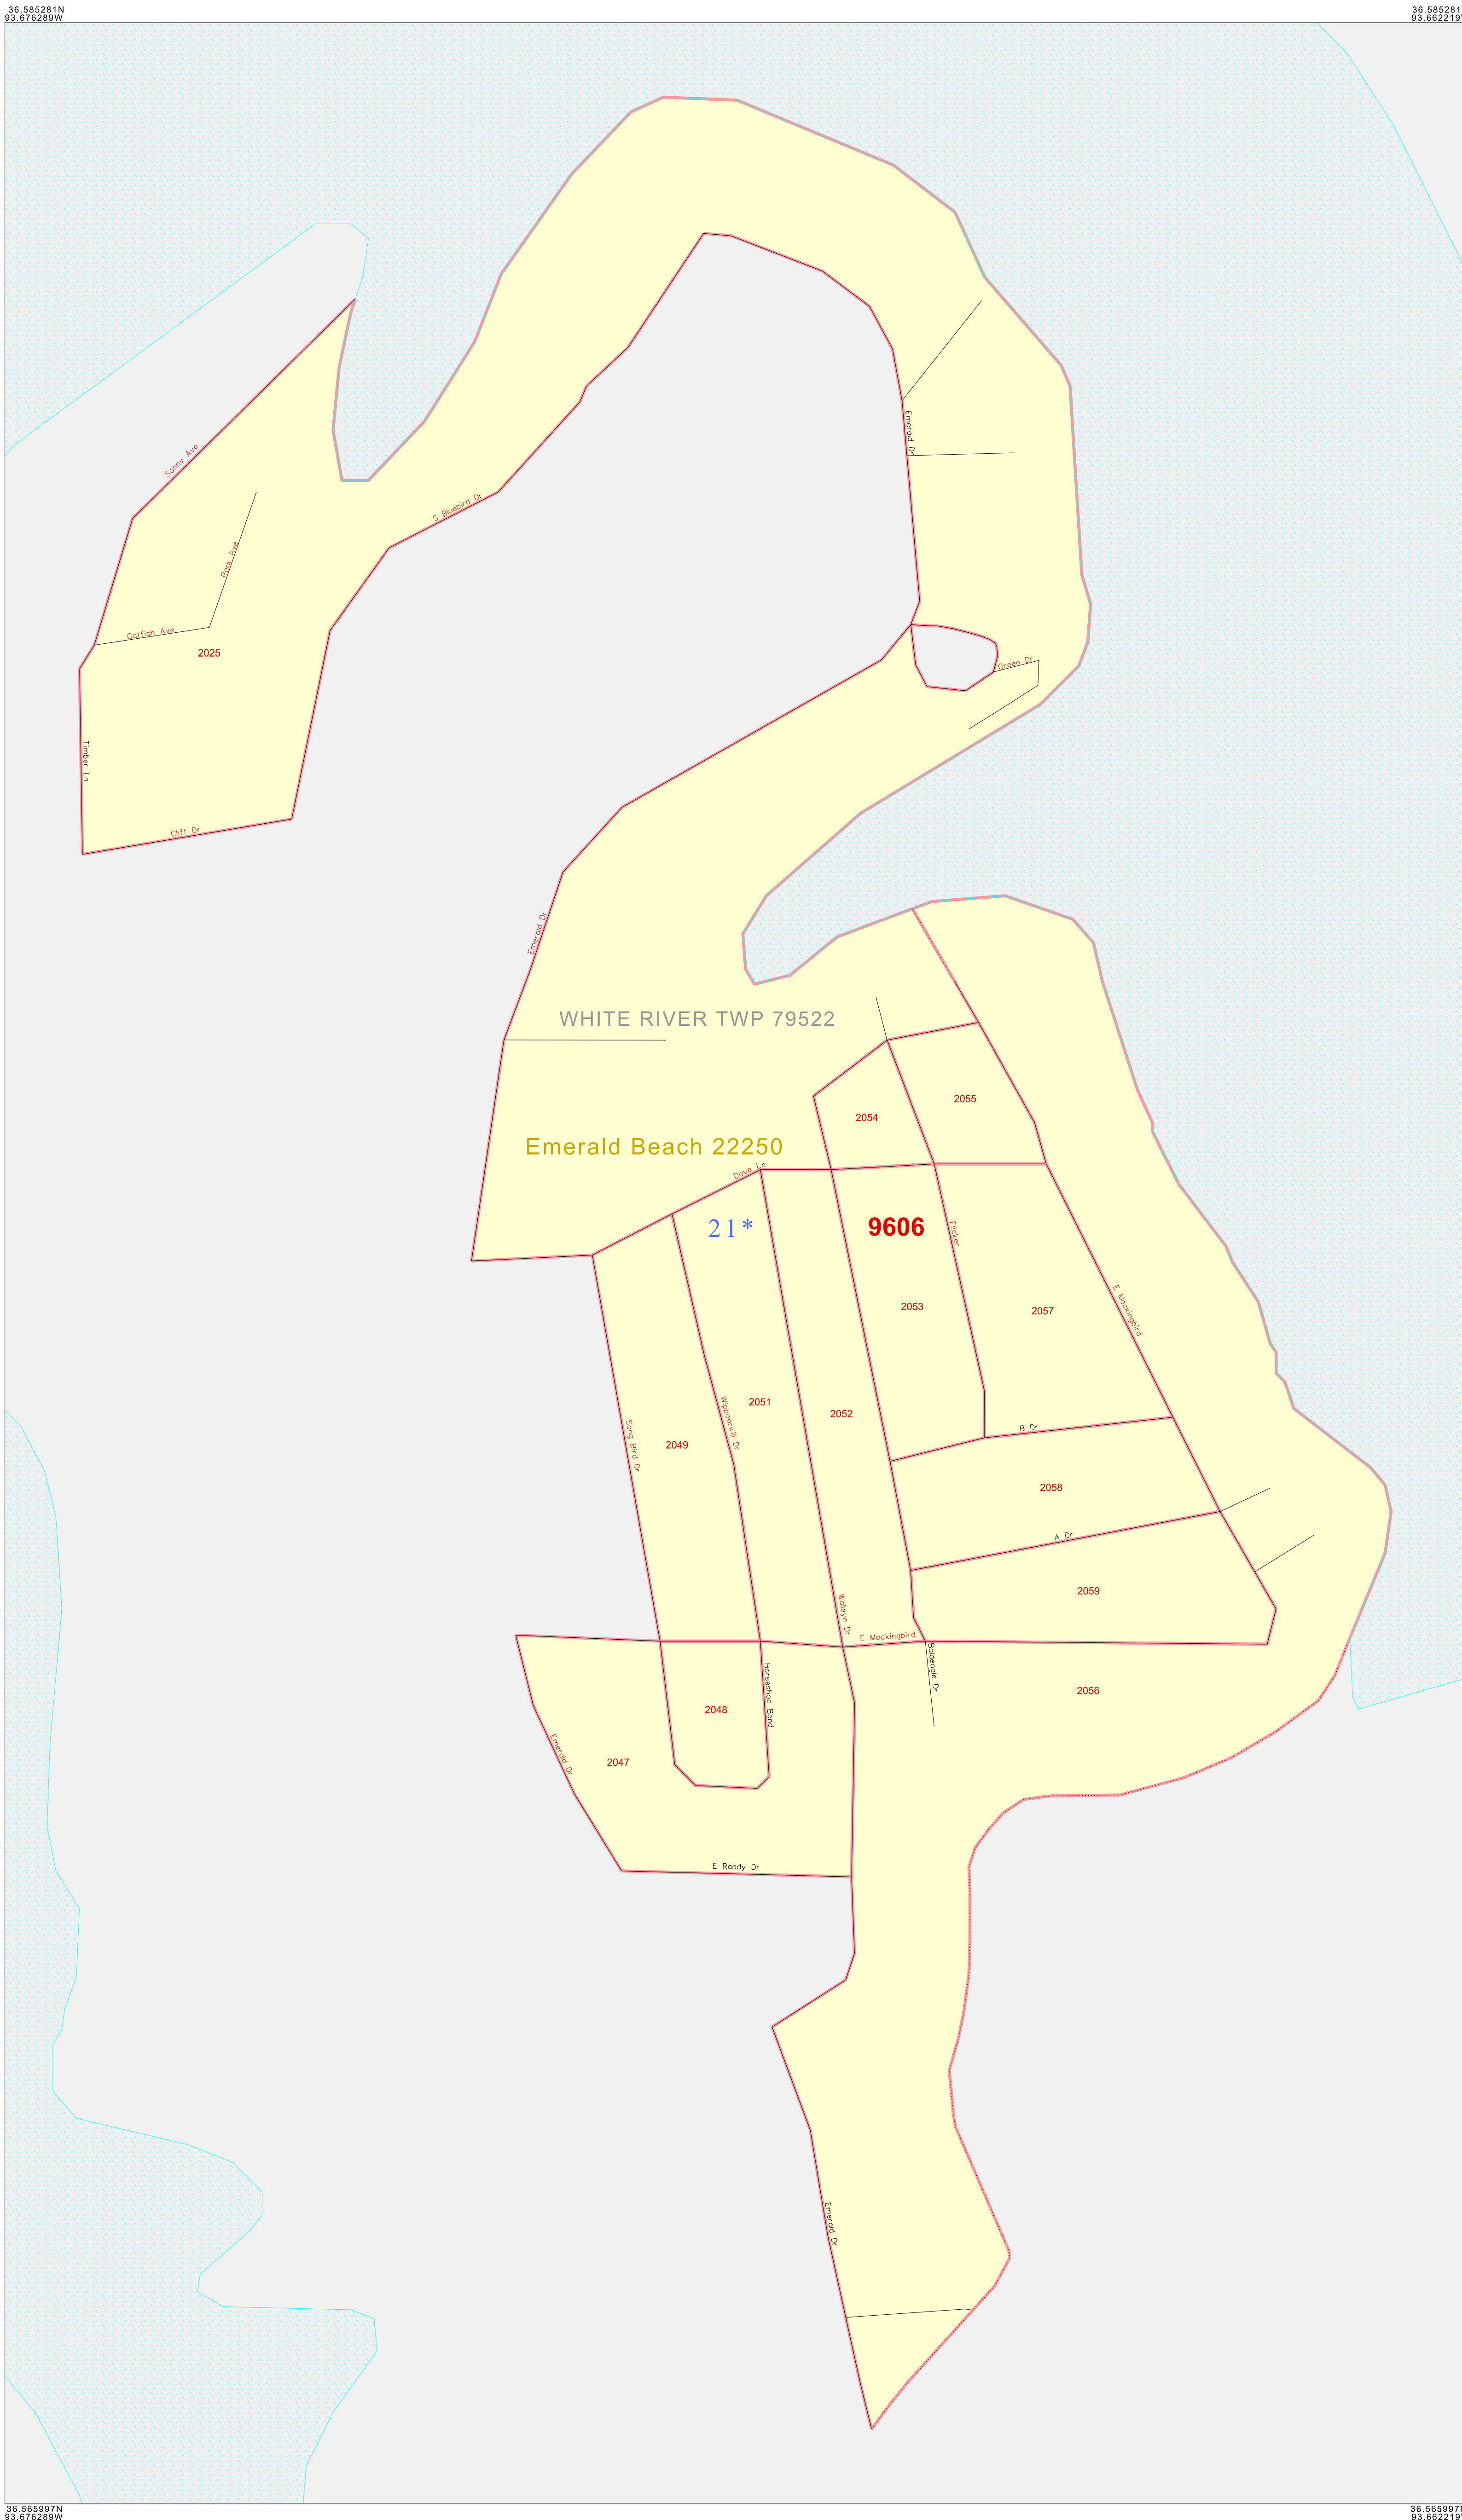 36.585281N
93.676289W
36.585281
93.662219W
Sonny Ave
Emerald Dr
S Bluebird Dr
Park Ave
Catfish Ave
2025
Green Dr
Timber Ln
Cliff Dr
Emerald Dr
WHITE RIVER TWP 79522
2055
2054
Emerald Beach 22250
Dove Ln
21*
9606
Flicker
2053
2057
E Mockingbird
2051
2052
Wippoorwill Dr
B Dr
Song Bird Dr
2049
2058
A Dr
2059
Walleye Dr
E Mockingbird
Baldeagle Dr
2056
Horseshoe Bend
2048
Emerald Dr
2047
E Randy Dr
Emerald Dr
36.565997N
93.676289W
36.565997N
93.662219W